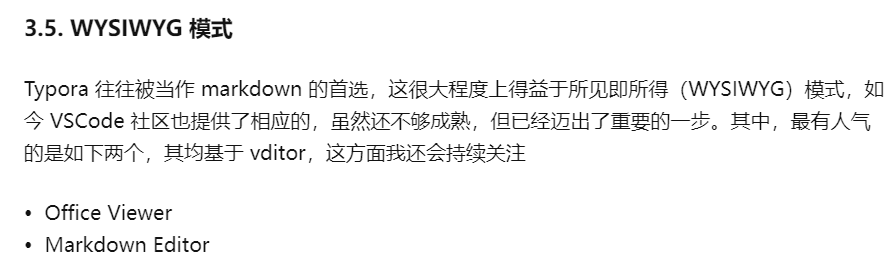 3.5. WYSIWYG 模式
Typora 往往被当作 markdown 的首选，这很大程度上得益于所见即所得（WYSIWYG）模式，如
今 VSCode 社区也提供了相应的，虽然还不够成熟，但已经迈出了重要的一步。其中，最有人气
的是如下两个，其均基于 vditor，这方面我还会持续关注
• Office Viewer
• Markdown Editor